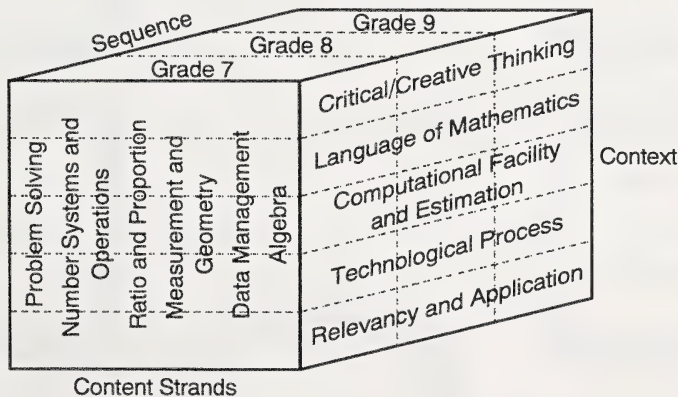 Sequence
Grade 9
Grade 8
Grade 7
Problem Solving
Number Systems and
Operations
Ratio and Proportion
Measurement and
Geometry
Data Management
Algebra
Critical/Creative Thinking
Language of Mathematics
Computational Facility
and Estimation
Technological Process
Relevancy and Application
Context
Content Strands